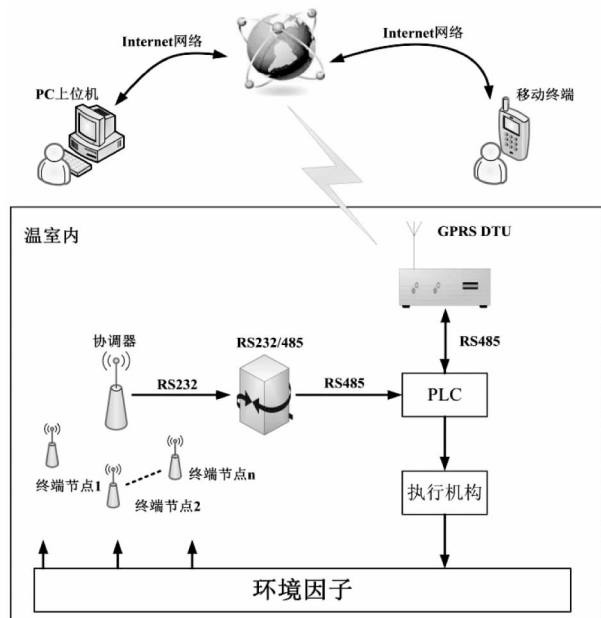 Internet网络
Internet网络
PC上位机
移动终端
温室内
GPRS DTU
协调器
RS232/485
RS485
RS232
RS485
PLC
终端节点1
终端节点n
终端节点2
执行机构
环境因子